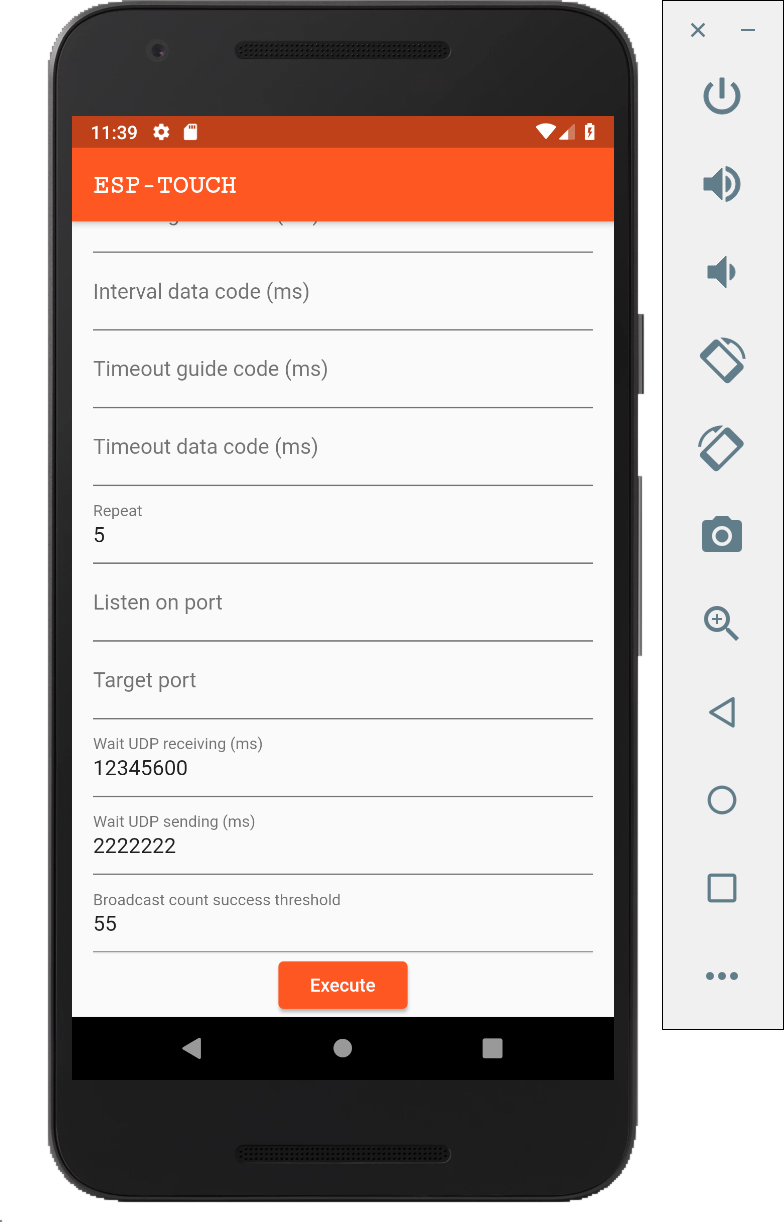 11:39
ESP-TOUCH
Interval data code (ms)
Timeout guide code (ms)
Timeout data code (ms)
Repeat
5
Listen on port
Target port
Wait UDP receiving (ms)
12345600
Wait UDP sending (ms)
2222222
Broadcast count success threshold
55
Execute